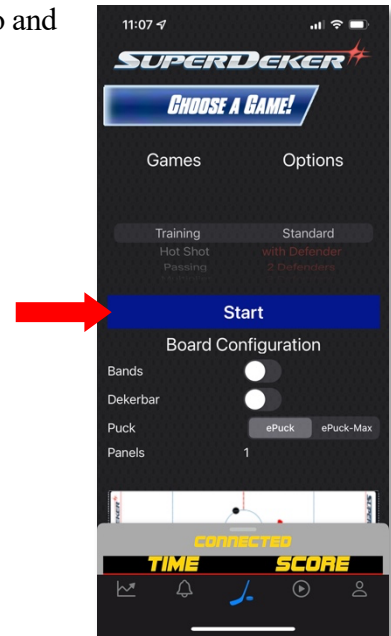 o and
11:07
SUPERDEKER
CHOOSE A GAME!
Games Options
Training Standard
Hot Shot with Defender
Passing 2 Defenders
Start
Board Configuration
Bands
Dekerbar
Puck ePuck ePuck-Max
Panels 1
CONNECTED
TIME SCORE